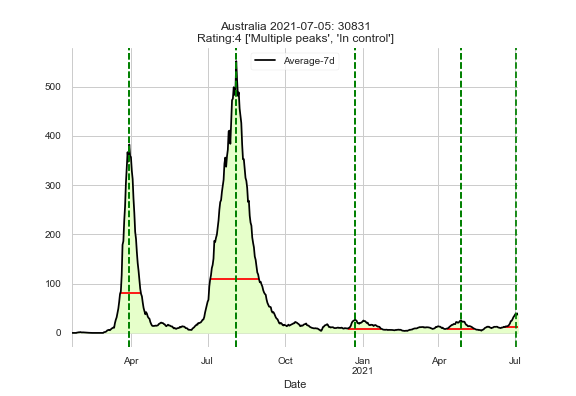 Australia 2021-07-05: 30831
Rating:4 ['Multiple peaks', 'In control']
Average-7d
500
400
300
200
100
0
Apr Jul Oct Jan Apr Jul
2021
Date